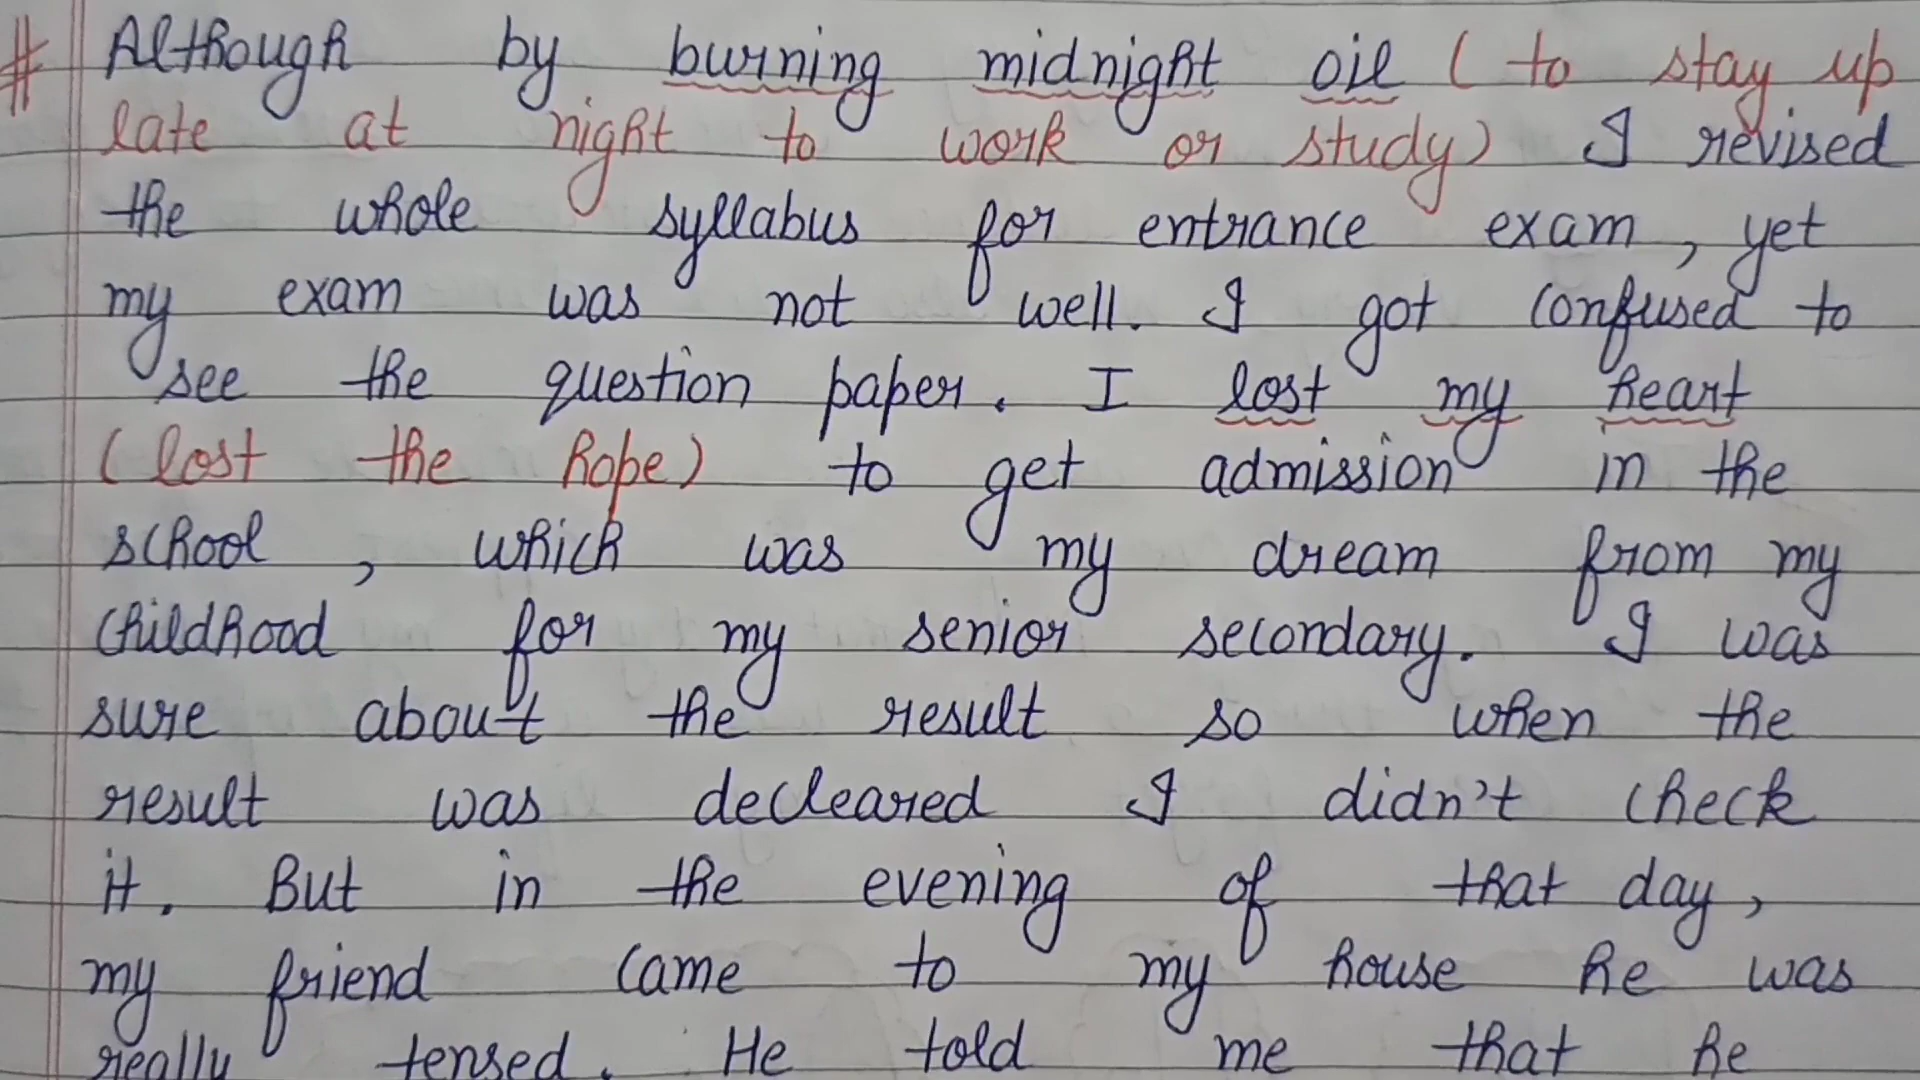 # Although by burning midnight oil ( to stay up
late at night to work or study) I revised
the whole syllabus for entrance exam, yet
my exam was not well. I got confused to
see the question paper. I lost my heart
( lost the hope) to get admission in the
school, which was my dream from my
childhood for my senior secondary. I was
sure about the result so when the
result was decleared I didn't check
it. But in the evening of that day,
my friend came to my house he was
really tensed. He told me that he